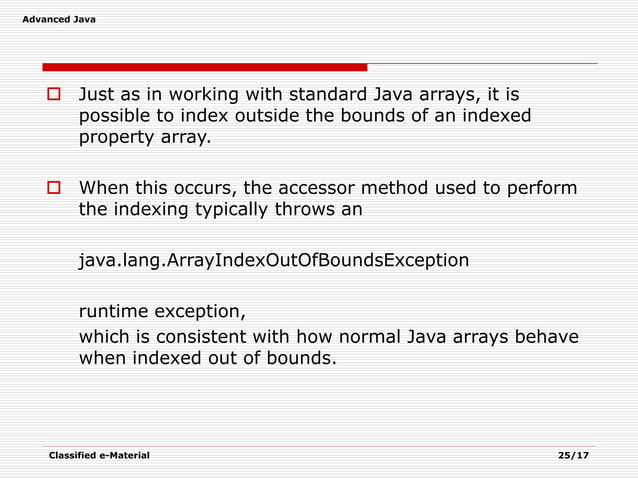 Advanced Java
Just as in working with standard Java arrays, it is
possible to index outside the bounds of an indexed
property array.
When this occurs, the accessor method used to perform
the indexing typically throws an
java.lang.ArrayIndexOutOfBoundsException
runtime exception,
which is consistent with how normal Java arrays behave
when indexed out of bounds.
Classified e-Material
25/17